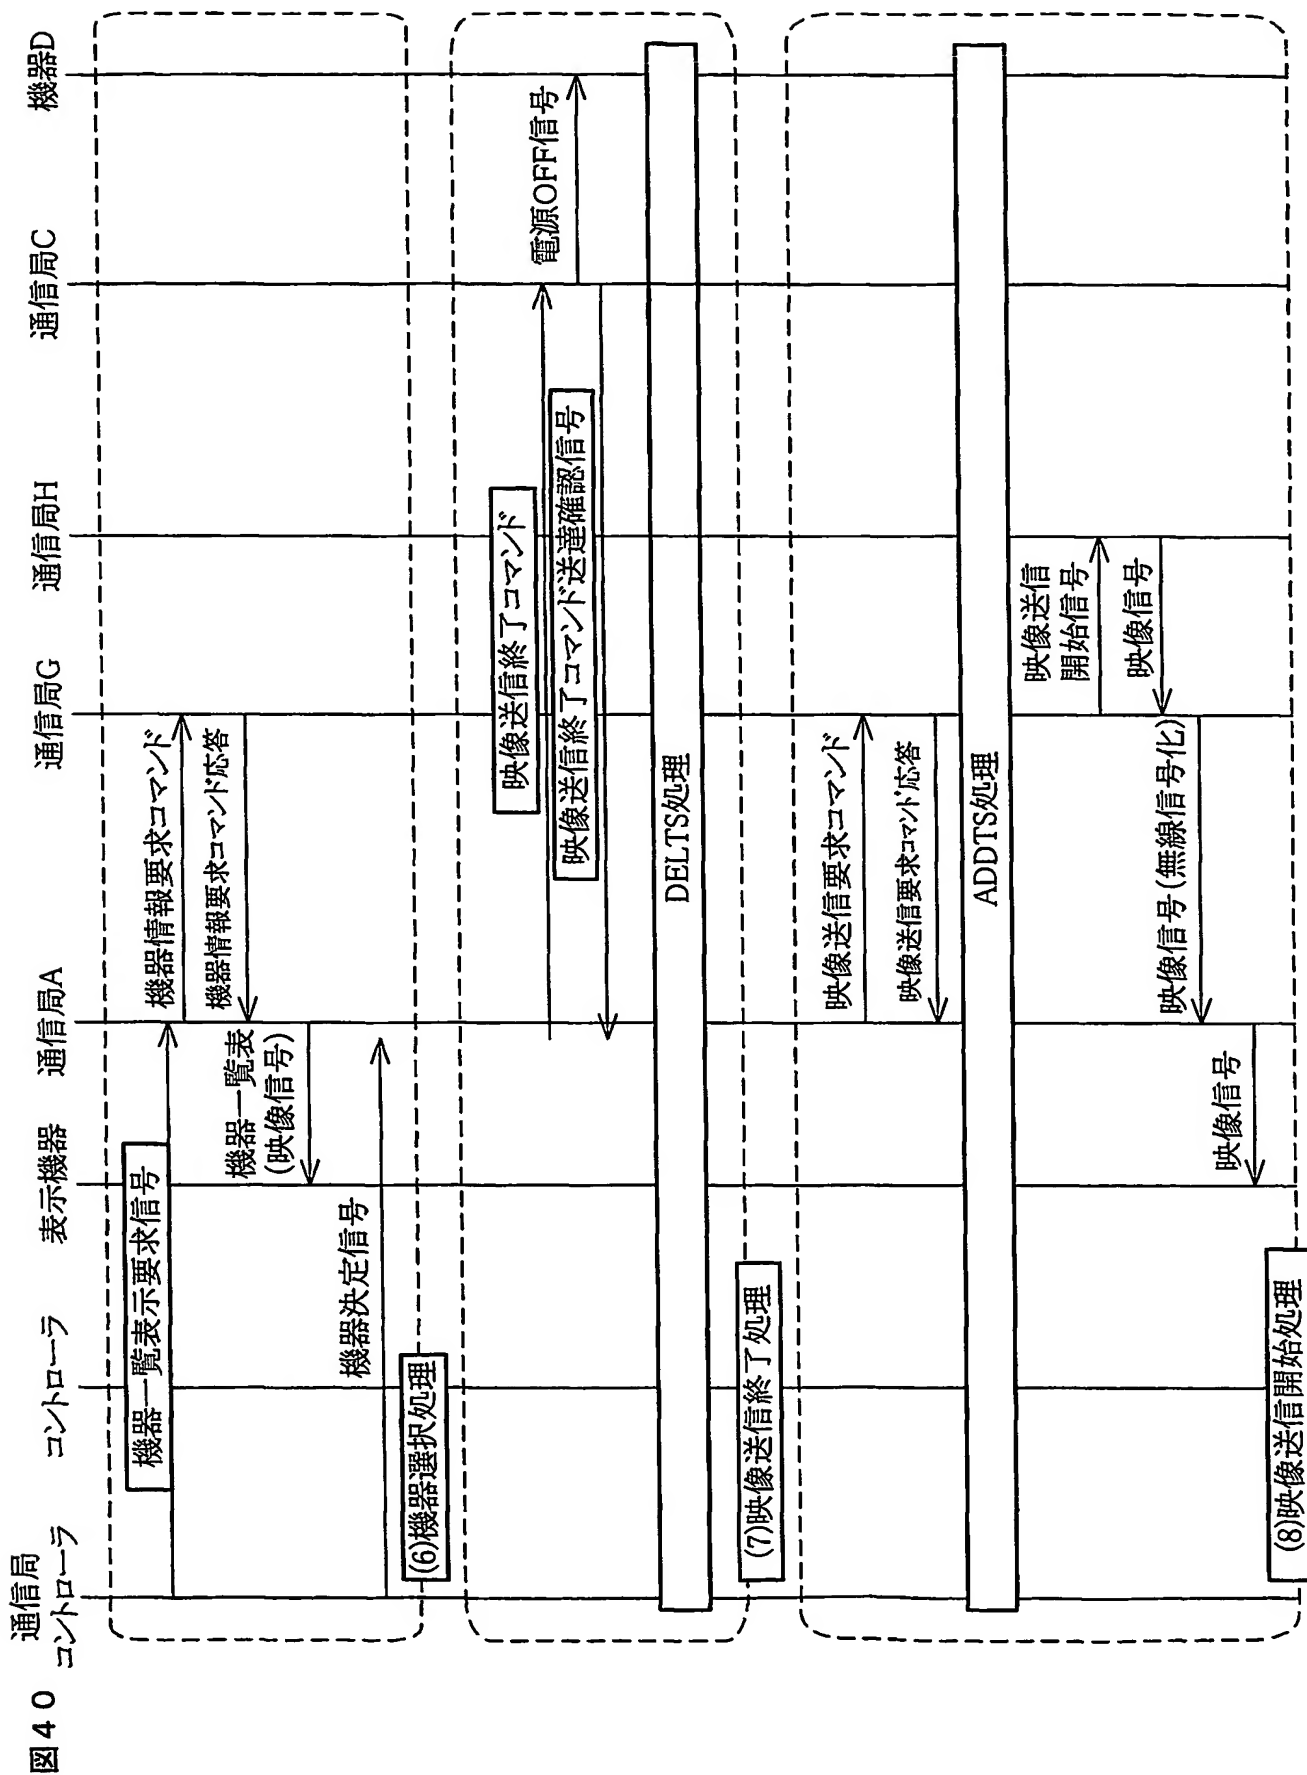 図40
通信局
コントローラ
コントローラ
表示機器
通信局A
通信局G
通信局H
通信局C
機器D
機器一覧表示要求信号
機器情報要求コマンド
機器情報要求コマンド応答
機器一覧表
(映像信号)
機器決定信号
(6)機器選択処理
映像送信終了コマンド
電源OFF信号
映像送信終了コマンド送達確認信号
DELTS処理
(7)映像送信終了処理
映像送信要求コマンド
映像送信要求コマンド応答
ADDTS処理
映像送信
開始信号
映像信号
映像信号(無線信号化)
映像信号
(8)映像送信開始処理